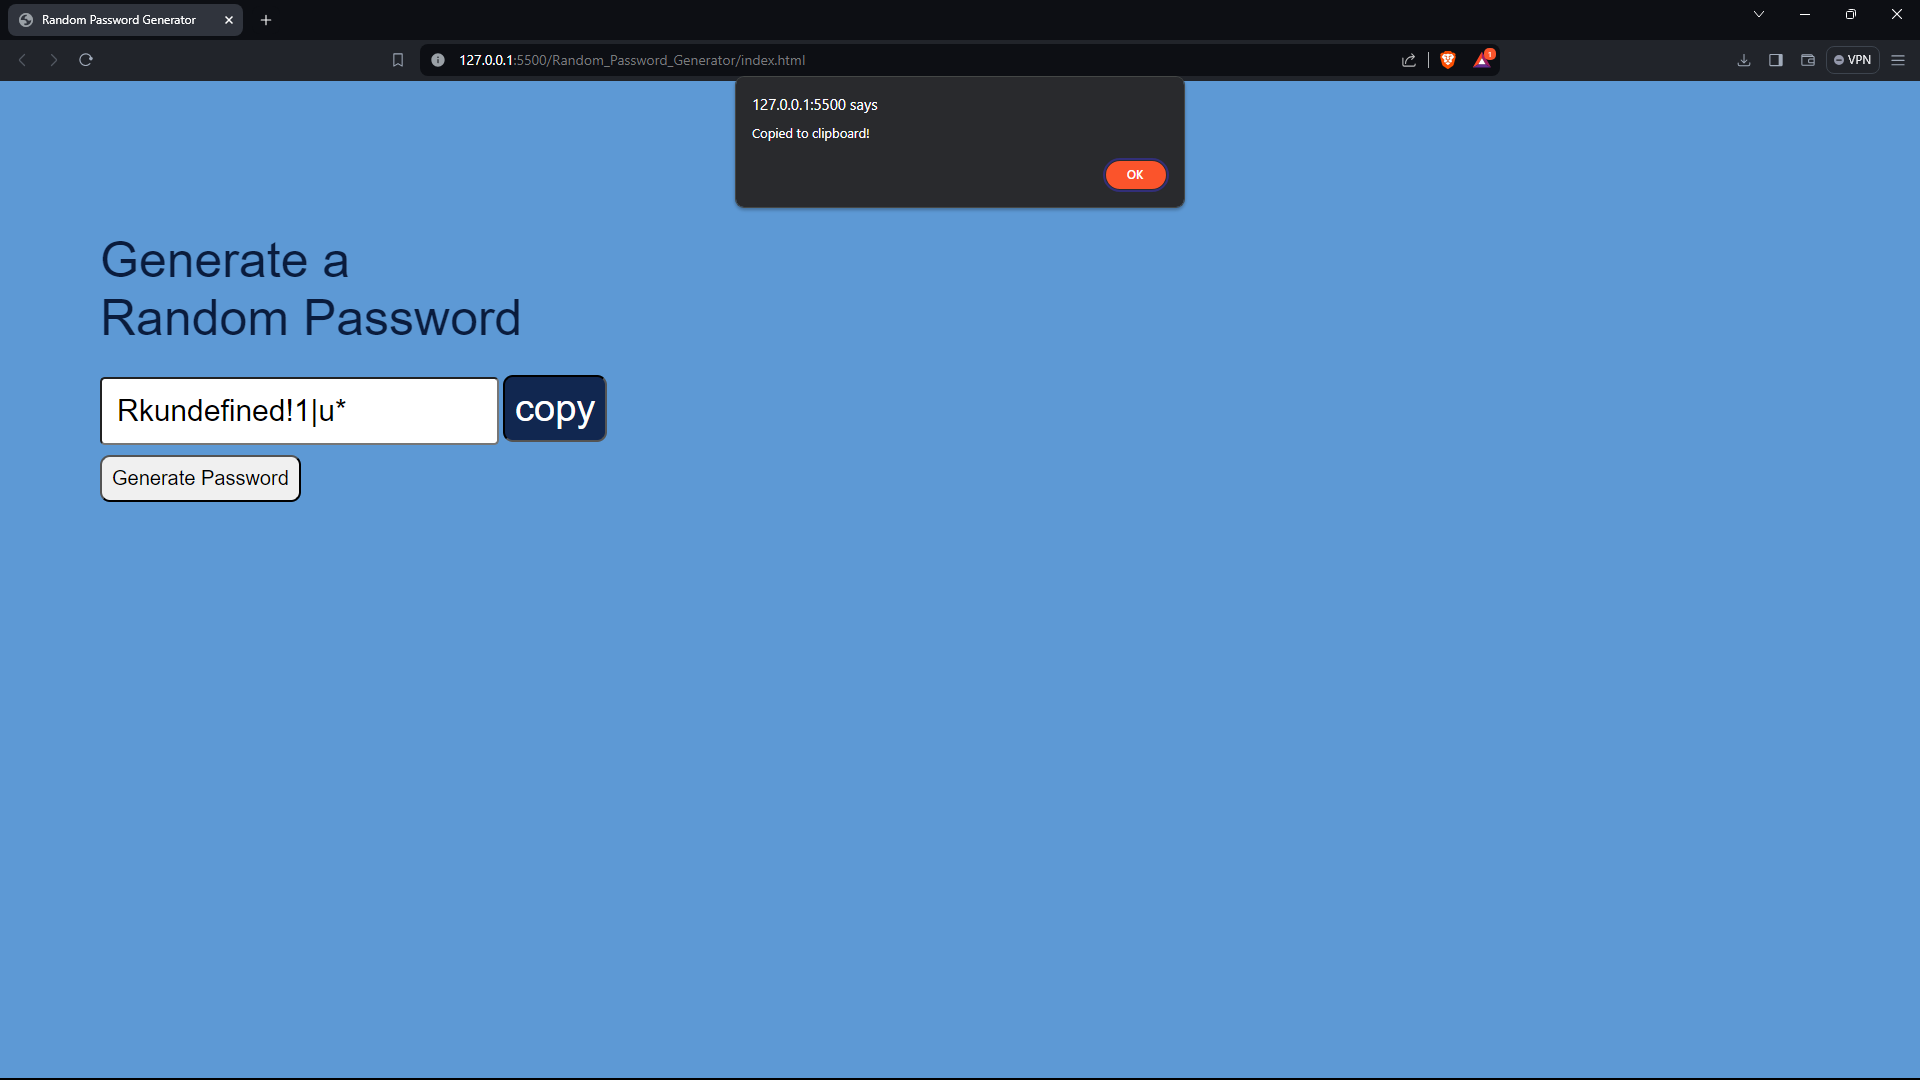 Random Password Generator
127.0.0.1:5500/Random_Password_Generator/index.html
1
VPN
127.0.0.1:5500 says
Copied to clipboard!
OK
Generate a
Random Password
Rkundefined!1|u*
copy
Generate Password